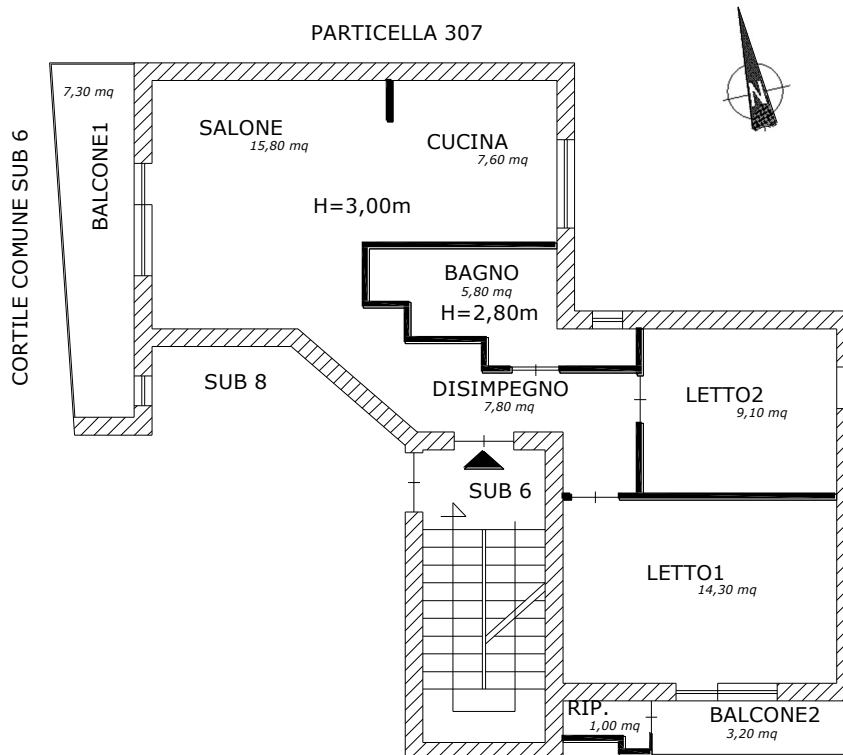 PARTICELLA 307
N
7,30 mq
BALCONE1
CORTILE COMUNE SUB 6
SALONE
15,80 mq
CUCINA
7,60 mq
H=3,00m
BAGNO
5,80 mq
H=2,80m
SUB 8
DISIMPEGNO
7,80 mq
LETTO2
9,10 mq
SUB 6
LETTO1
14,30 mq
RIP.
1,00 mq
BALCONE2
3,20 mq